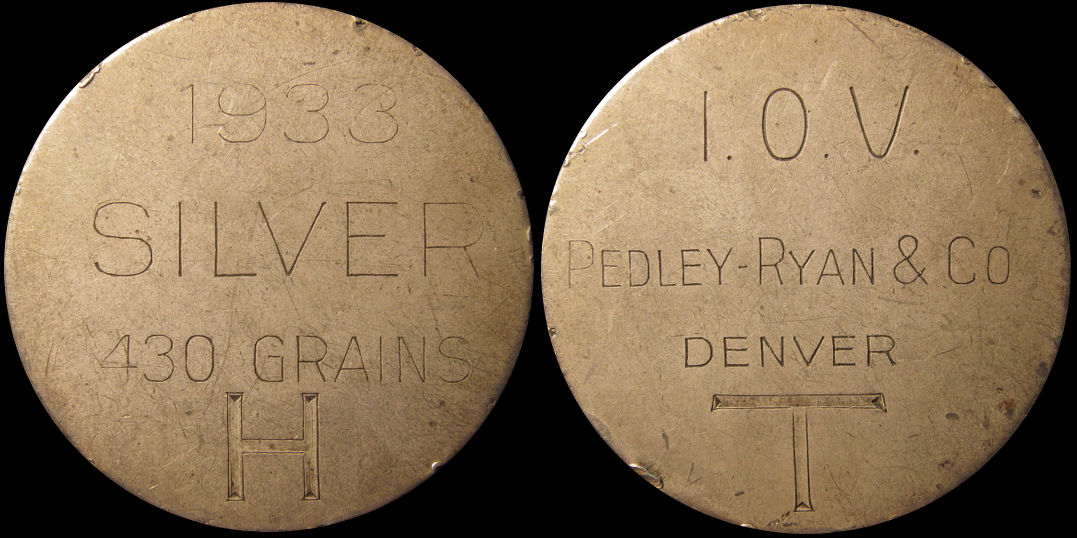 1933
SILVER
430 GRAINS
H
I.O.V.
PEDLEY-RYAN & CO
DENVER
T